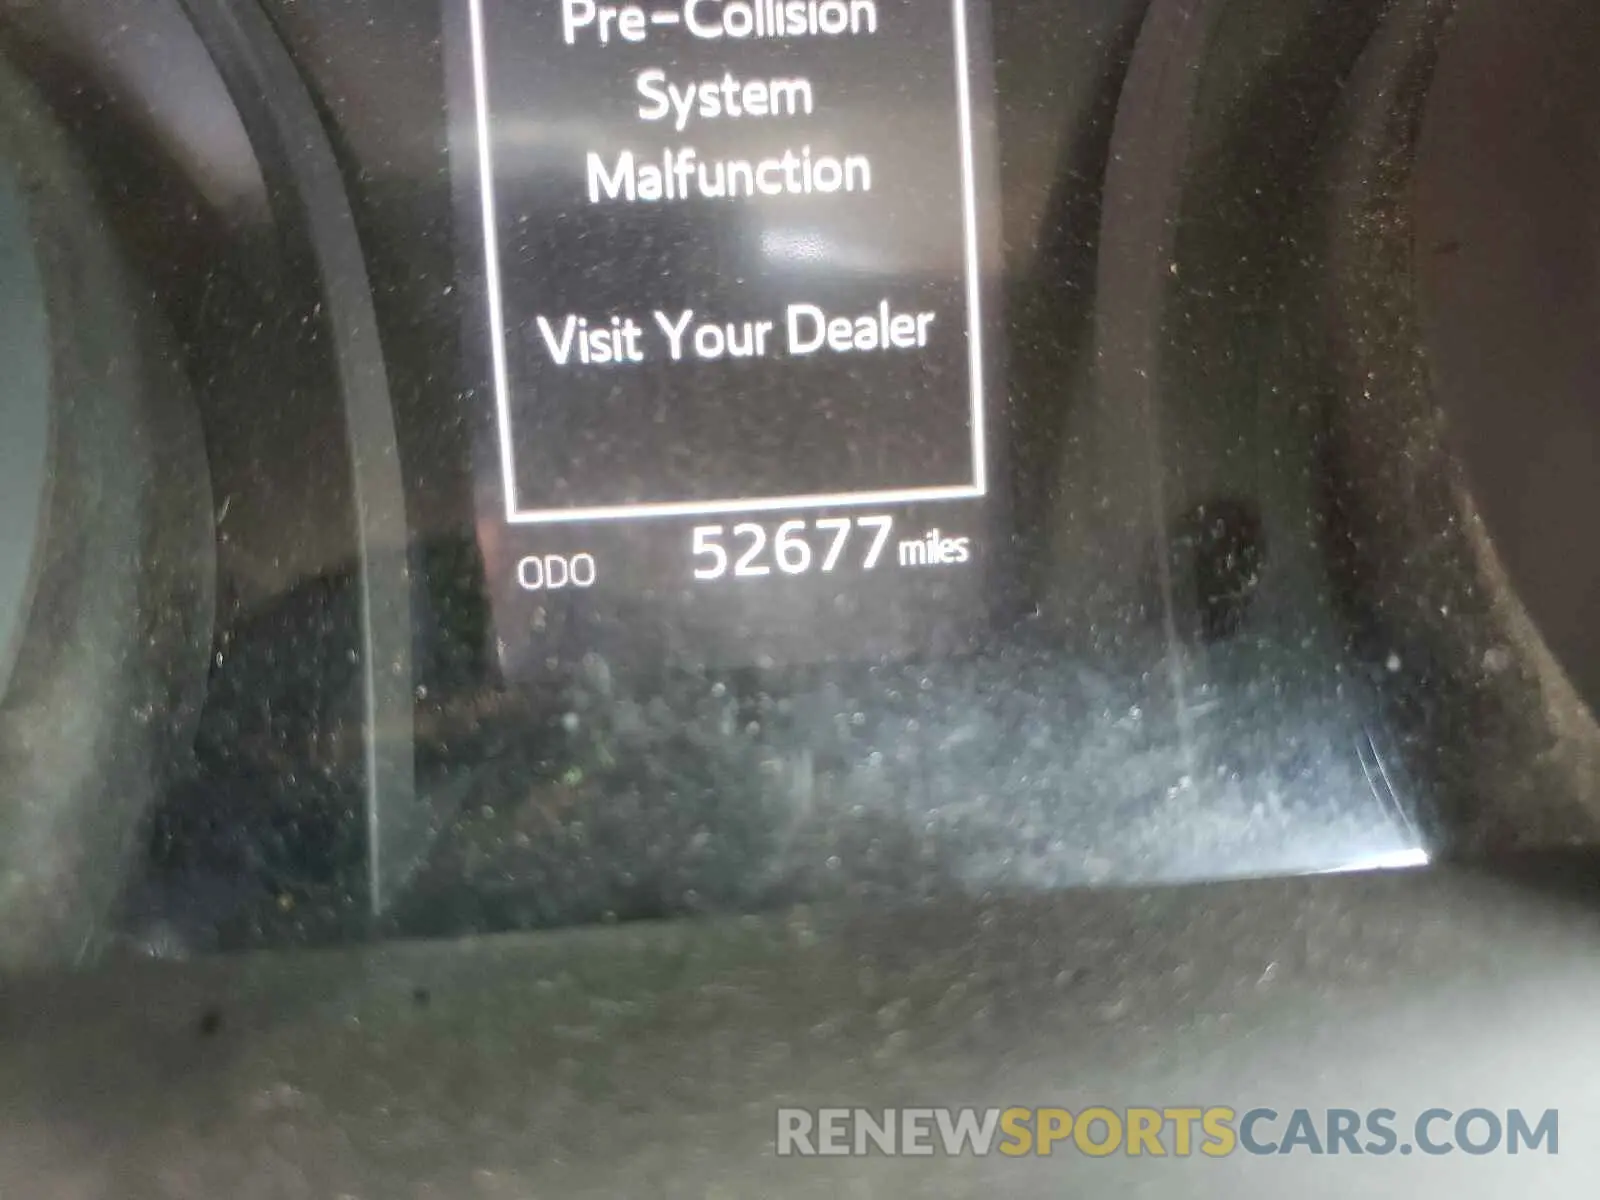 Pre-Collision
System
Malfunction
Visit Your Dealer
ODO 52677 miles
RENEWSPORTSCARS.COM